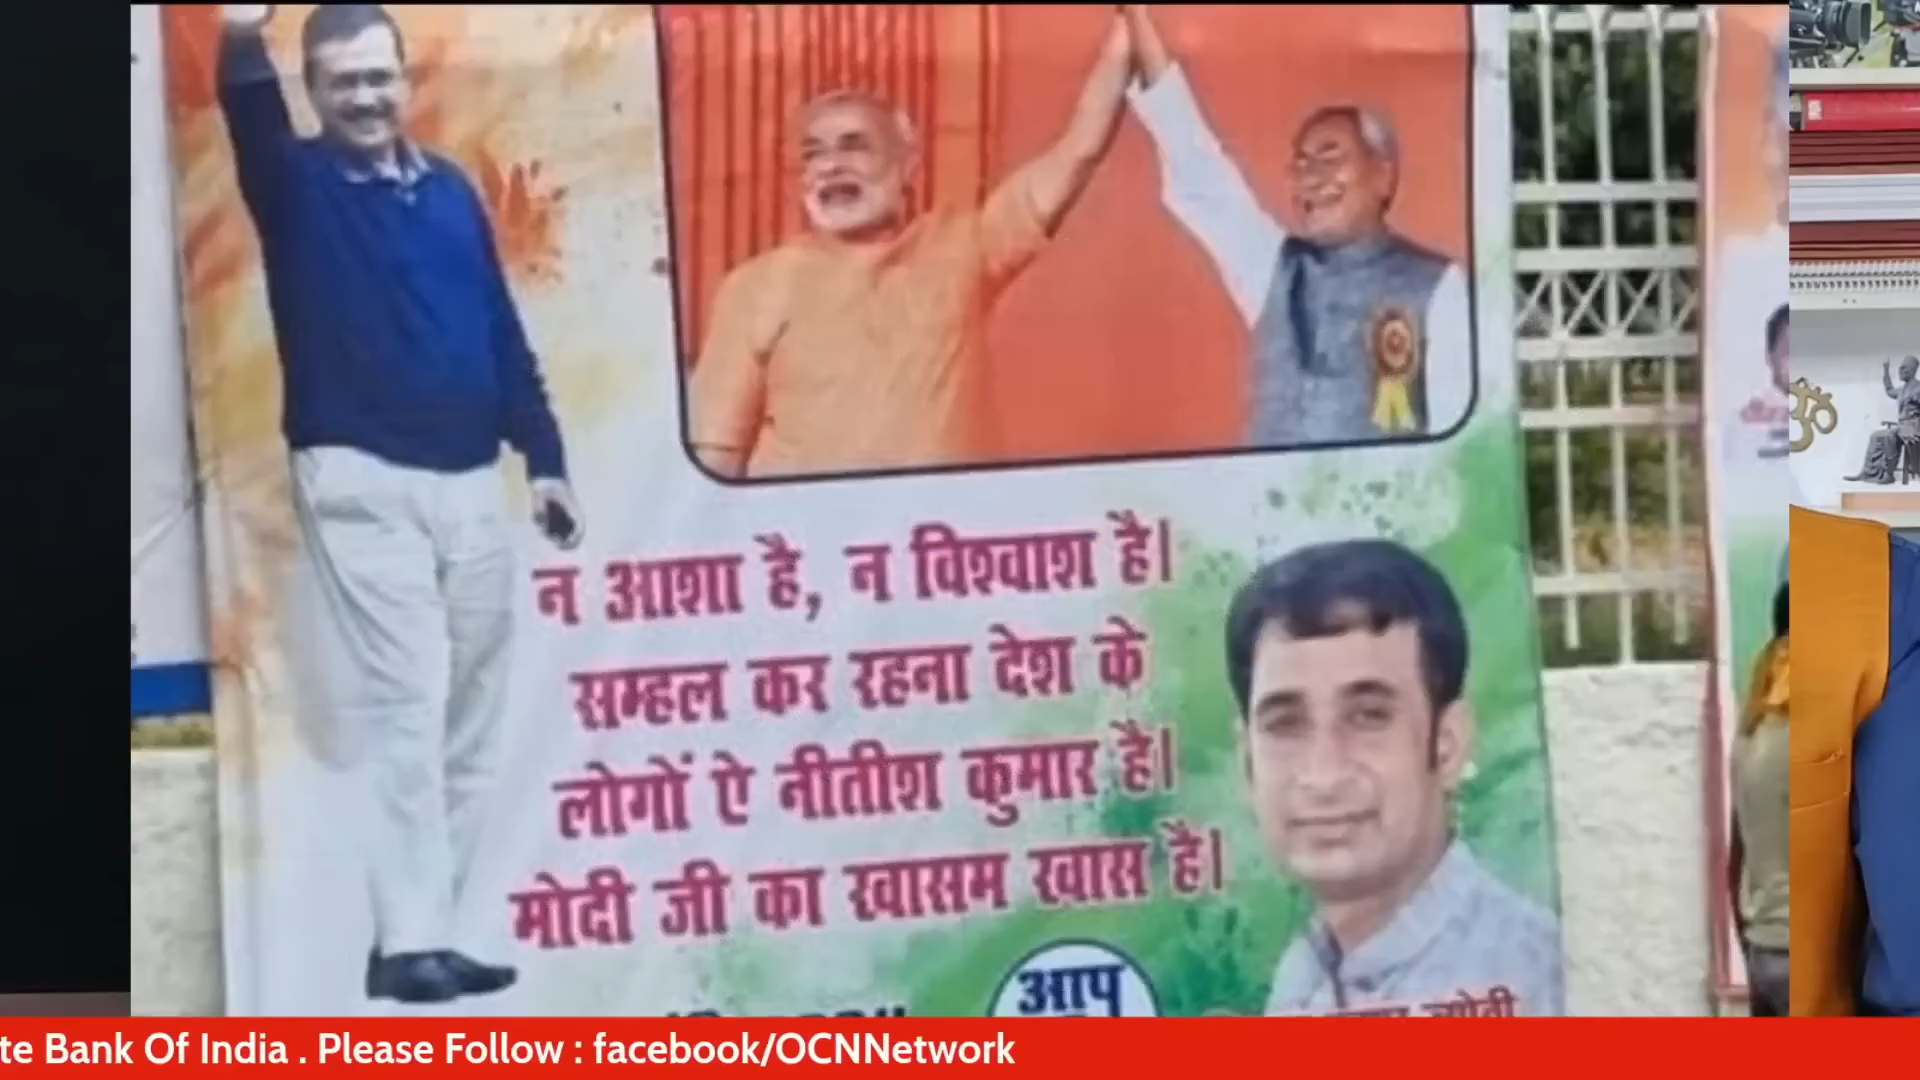 न आशा है, न विश्वाश है।
सम्हल कर रहना देश के
लोगों ऐ नीतीश कुमार है।
मोदी जी का खासम खास है।
आप
te Bank Of India . Please Follow : facebook/OCNNetwork